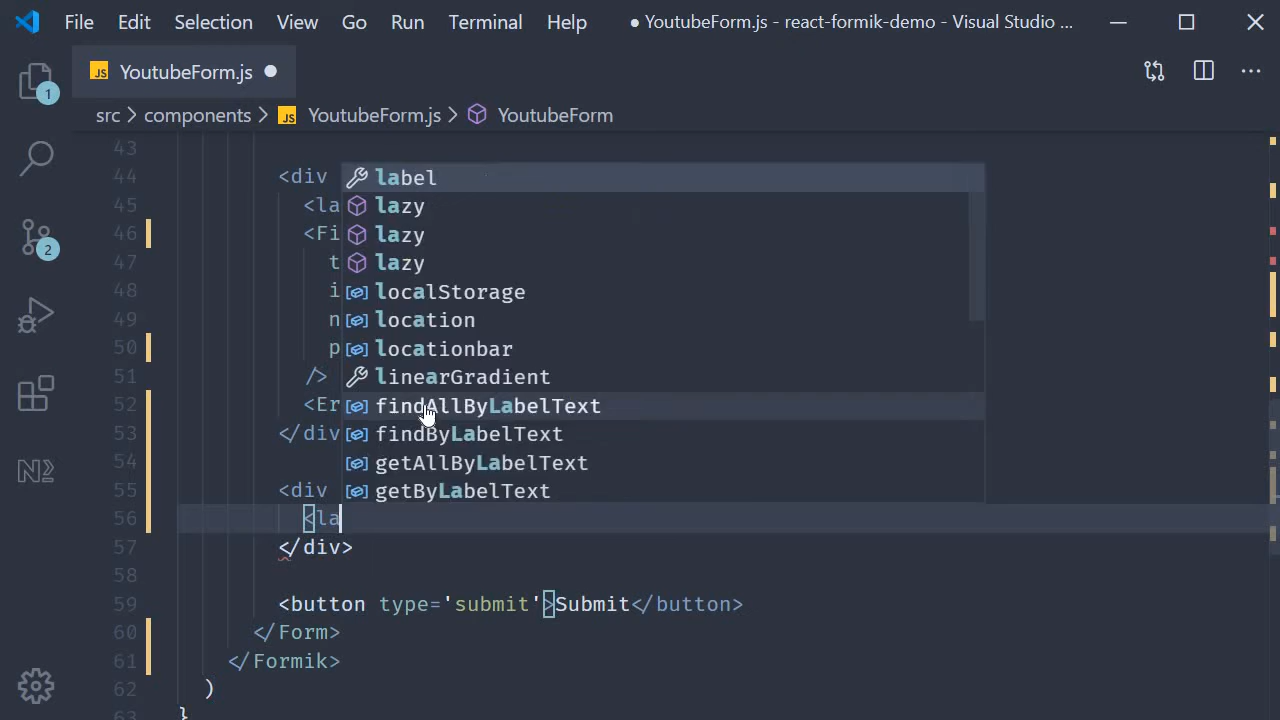 File Edit Selection View Go Run Terminal Help ● YoutubeForm.js - react-formik-demo - Visual Studio ...
JS YoutubeForm.js ●
src > components > JS YoutubeForm.js > YoutubeForm
1
2
43
44 <div
45 <la
46 <Fi
47 t
48 i
49 n
50 p
51 />
52 <Er
53 </div
54
55 <div
56 <la
57 </div>
58
59 <button type='submit'>Submit</button>
60 </Form>
61 </Formik>
62 )
63 }
label
lazy
lazy
lazy
localStorage
location
locationbar
linearGradient
findAllByLabelText
findByLabelText
getAllByLabelText
getByLabelText